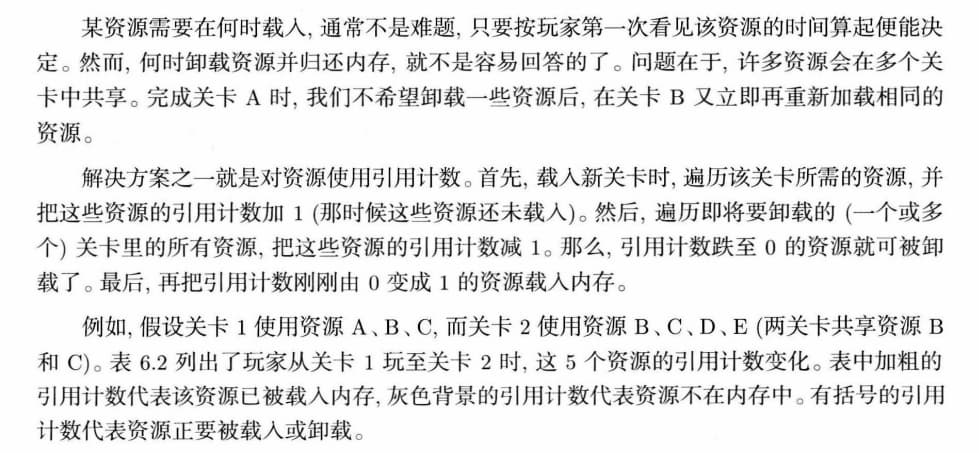 某资源需要在何时载入, 通常不是难题, 只要按玩家第一次看见该资源的时间算起便能决
定。然而, 何时卸载资源并归还内存, 就不是容易回答的了。问题在于, 许多资源会在多个关
卡中共享。完成关卡 A 时, 我们不希望卸载一些资源后, 在关卡 B 又立即再重新加载相同的
资源。
解决方案之一就是对资源使用引用计数。首先, 载入新关卡时, 遍历该关卡所需的资源, 并
把这些资源的引用计数加 1 (那时候这些资源还未载入)。然后, 遍历即将要卸载的 (一个或多
个) 关卡里的所有资源, 把这些资源的引用计数减 1。那么, 引用计数跌至 0 的资源就可被卸
载了。最后, 再把引用计数刚刚由 0 变成 1 的资源载入内存。
例如, 假设关卡 1 使用资源 A、B、C, 而关卡 2 使用资源 B、C、D、E (两关卡共享资源 B
和 C)。表 6.2 列出了玩家从关卡 1 玩至关卡 2 时, 这 5 个资源的引用计数变化。表中加粗的
引用计数代表该资源已被载入内存, 灰色背景的引用计数代表资源不在内存中。有括号的引用
计数代表资源正要被载入或卸载。